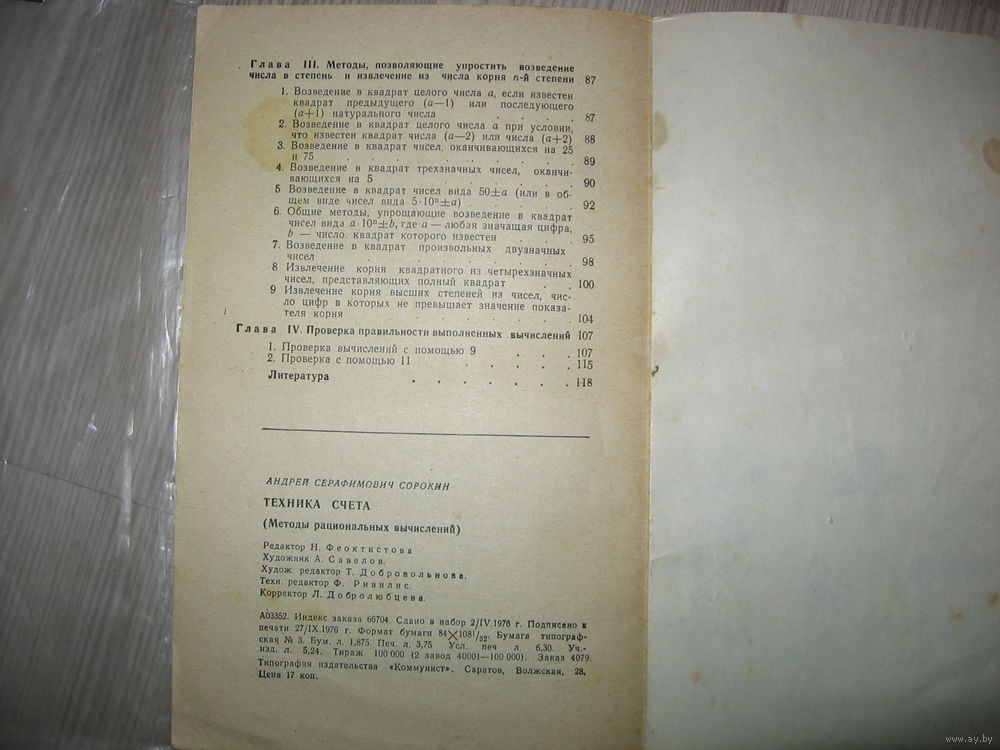 Глава III. Методы, позволяющие упростить возведение
числа в степень и извлечение из числа корня n-й степени 87
1. Возведение в квадрат целого числа a, если известен
квадрат предыдущего (a—1) или последующего
(a+1) натурального числа . . . . 87
2. Возведение в квадрат целого числа a при условии,
что известен квадрат числа (a—2) или числа (a+2) 88
3. Возведение в квадрат чисел, оканчивающихся на 25
и 75 . . . . . . . . 89
4. Возведение в квадрат трехзначных чисел, оканчи-
вающихся на 5 . . . . . . 90
5 Возведение в квадрат чисел вида 50±a (или в об-
щем виде чисел вида 5·10ⁿ±a) . . . . . 92
6. Общие методы, упрощающие возведение в квадрат
чисел вида a·10ⁿ±b, где a — любая значащая цифра,
b — число. квадрат которого известен . . . 95
7. Возведение в квадрат произвольных двузначных
чисел . . . . . . . . 98
8 Извлечение корня квадратного из четырехзначных
чисел, представляющих полный квадрат . . 100
9 Извлечение корня высших степеней из чисел, чис-
ло цифр в которых не превышает значение показа-
теля корня . . . . . . . 104
Глава IV. Проверка правильности выполненных вычислений 107
1. Проверка вычислений с помощью 9 . . . 107
2. Проверка с помощью 11 . . . . . 115
Литература . . . . . . . 118
АНДРЕЙ СЕРАФИМОВИЧ СОРОКИН
ТЕХНИКА СЧЕТА
(Методы рациональных вычислений)
Редактор Н. Феоктистова
Художник А. Савелов.
Худож. редактор Т. Добровольнова,
Техн. редактор Ф. Ривилис.
Корректор Л. Добролюбцева.
А03352. Индекс заказа 66704. Сдано в набор 2/IV.1976 г. Подписано к
печати 27/IX.1976 г. Формат бумаги 84×108¹/₃₂. Бумага типограф-
ская № 3. Бум. л. 1,875. Печ л. 3,75 Усл. печ л. 6,30. Уч.-
изд. л. 5,24. Тираж 100 000 (2 завод 40001—100 000). Заказ 4079.
Типография издательства «Коммунист», Саратов, Волжская, 28.
Цена 17 коп.
www.ay.by